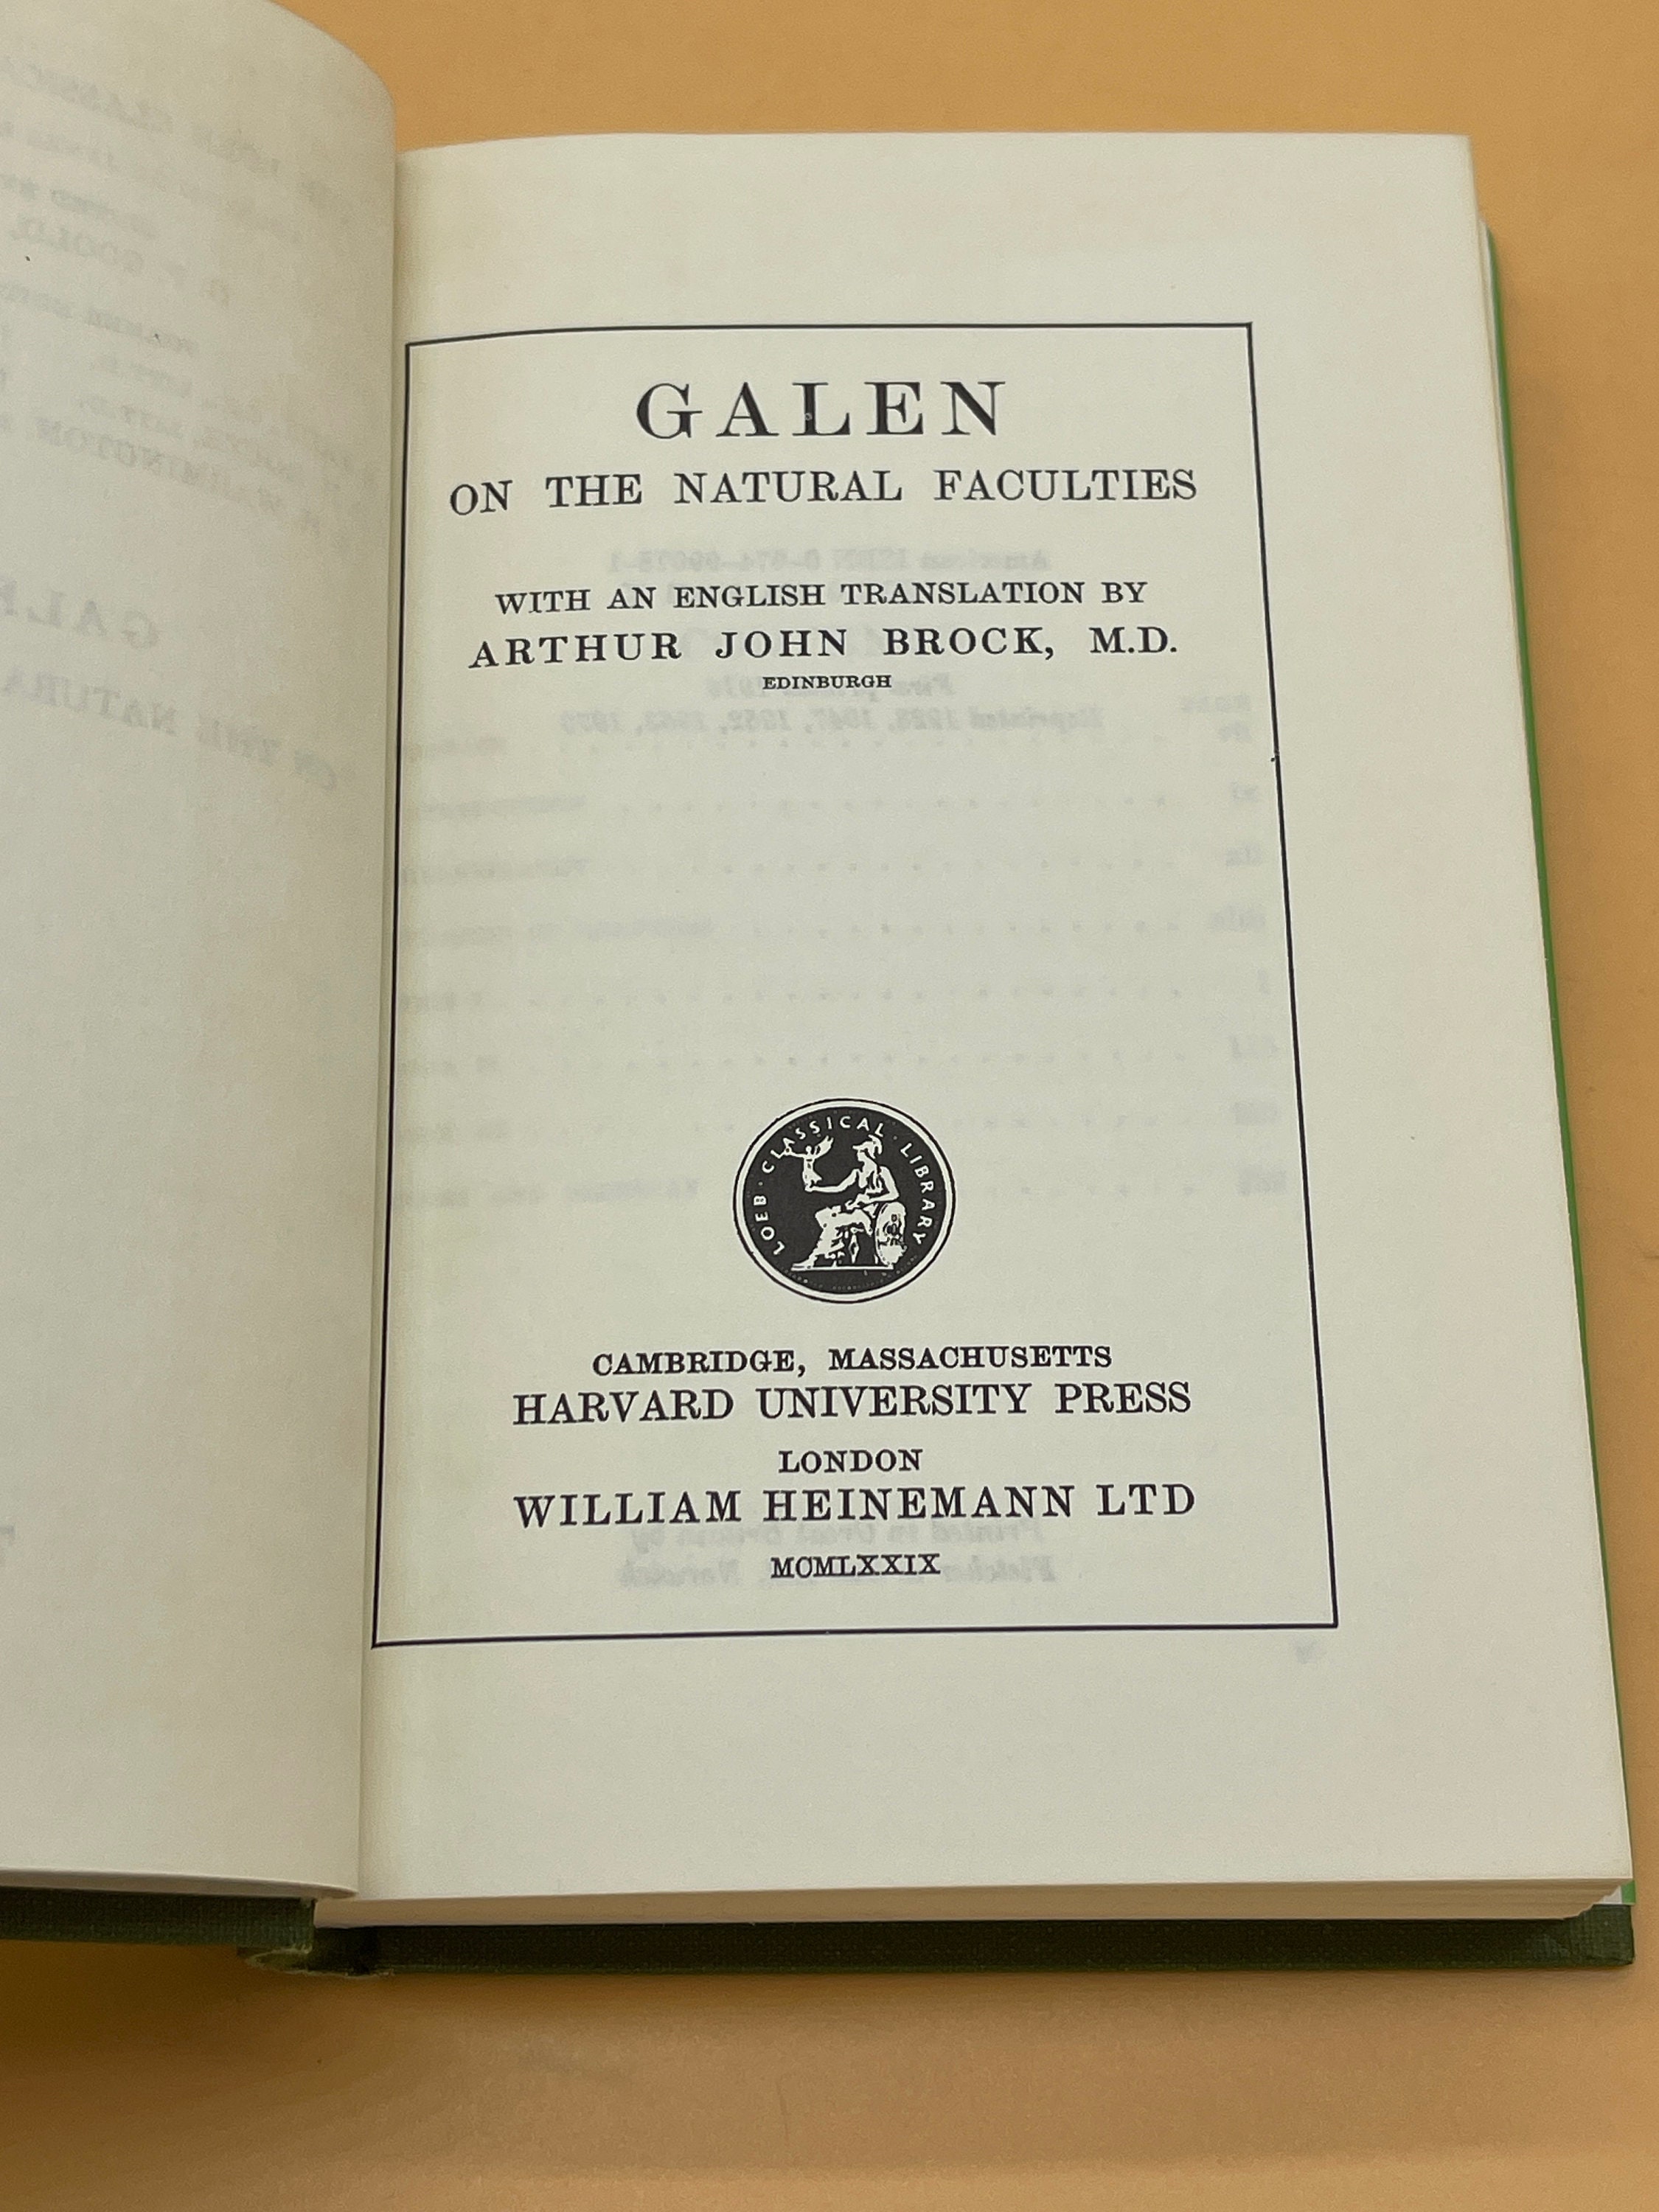 GALEN
ON THE NATURAL FACULTIES
WITH AN ENGLISH TRANSLATION BY
ARTHUR JOHN BROCK, M.D.
EDINBURGH
LOEB · CLASSICAL · LIBRARY
CAMBRIDGE, MASSACHUSETTS
HARVARD UNIVERSITY PRESS
LONDON
WILLIAM HEINEMANN LTD
MCMLXXIX